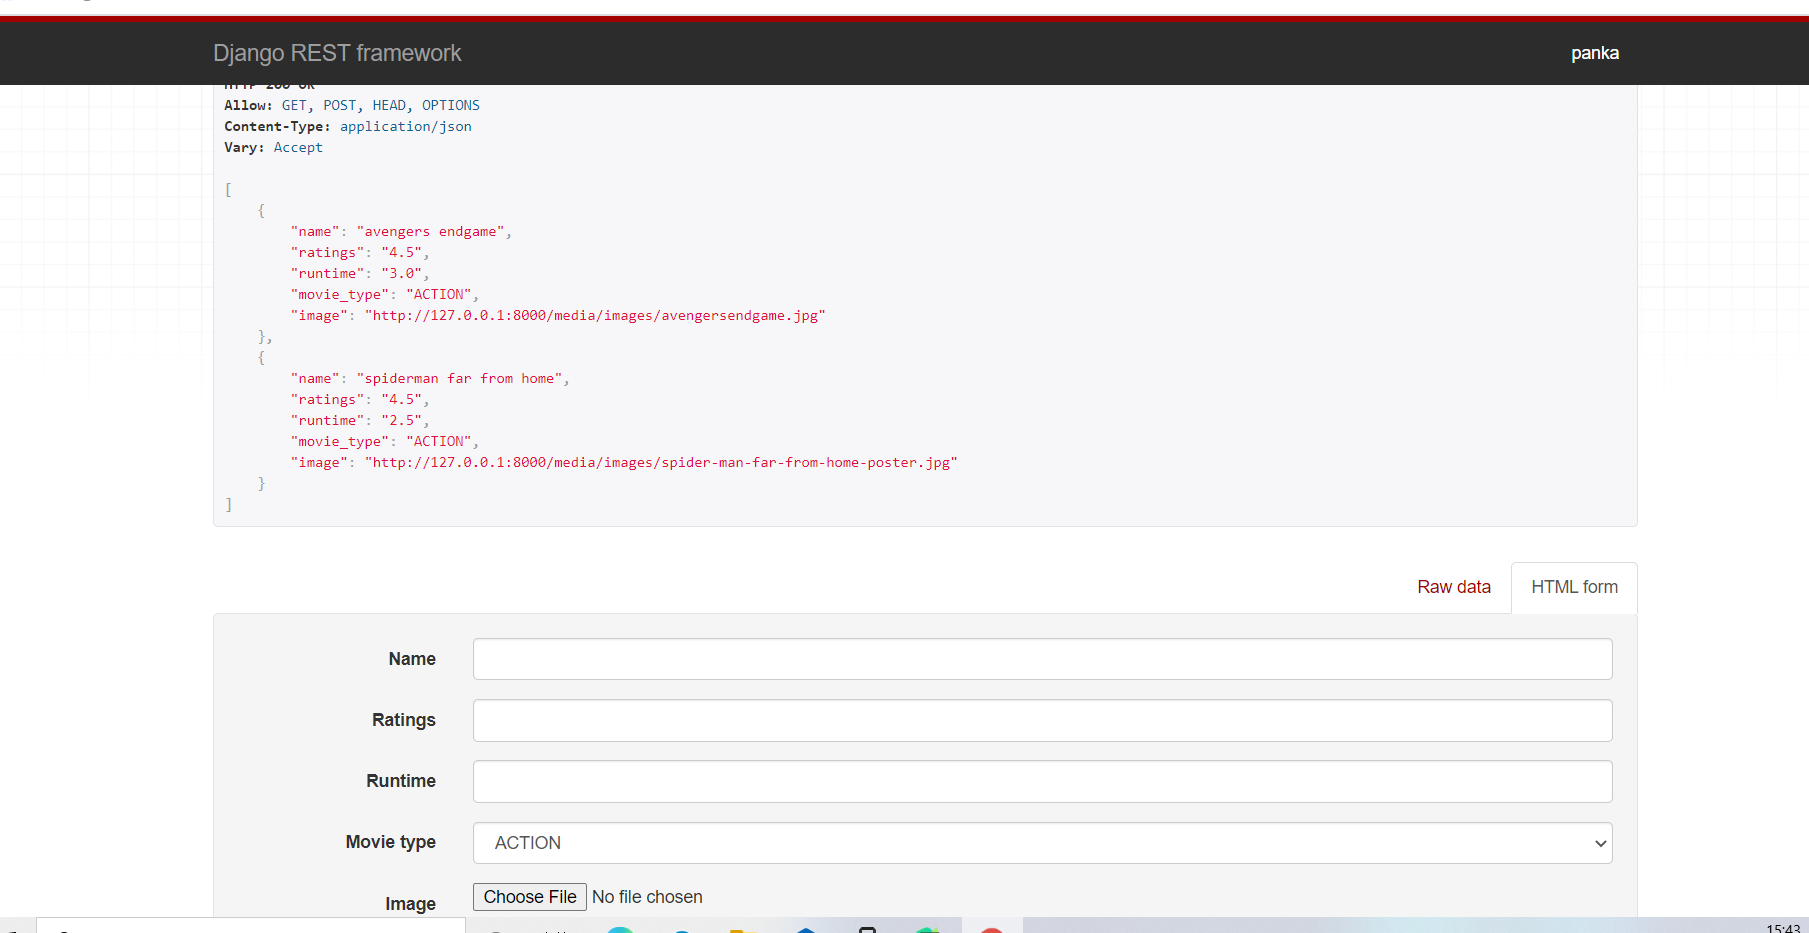 Django REST framework
panka
HTTP 200 OK
Allow: GET, POST, HEAD, OPTIONS
Content-Type: application/json
Vary: Accept
[
{
"name": "avengers endgame",
"ratings": "4.5",
"runtime": "3.0",
"movie_type": "ACTION",
"image": "http://127.0.0.1:8000/media/images/avengersendgame.jpg"
},
{
"name": "spiderman far from home",
"ratings": "4.5",
"runtime": "2.5",
"movie_type": "ACTION",
"image": "http://127.0.0.1:8000/media/images/spider-man-far-from-home-poster.jpg"
}
]
Raw data
HTML form
Name
Ratings
Runtime
Movie type
ACTION
Image
Choose File No file chosen
15:43